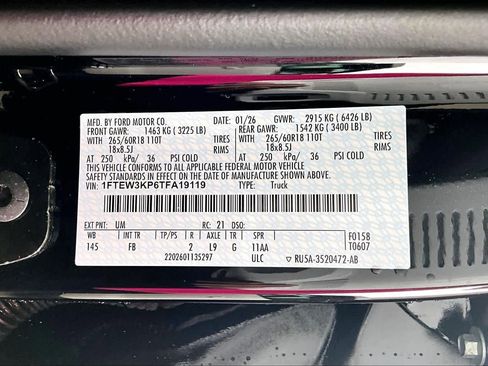 MFD. BY FORD MOTOR CO. DATE: 01/26 GVWR: 2915 KG ( 6426 LB)
FRONT GAWR: 1463 KG ( 3225 LB) REAR GAWR: 1542 KG ( 3400 LB)
265/60R18 110T TIRES 265/60R18 110T TIRES
18x8.5J RIMS 18x8.5J RIMS
AT 250 kPa/ 36 PSI COLD AT 250 kPa/ 36 PSI COLD
THIS VEHICLE CONFORMS TO ALL APPLICABLE FEDERAL MOTOR VEHICLE
SAFETY STANDARDS IN EFFECT ON THE DATE OF MANUFACTURE SHOWN ABOVE.
VIN: 1FTEW3KP6TFA19119 TYPE: Truck
EXT PNT: UM RC: 21 DSO:
WB INT TR TP/PS R AXLE TR SPR F0158
145 FB 2 L9 G 11AA T0607
2202601135297 ULC RU5A-3520472-AB